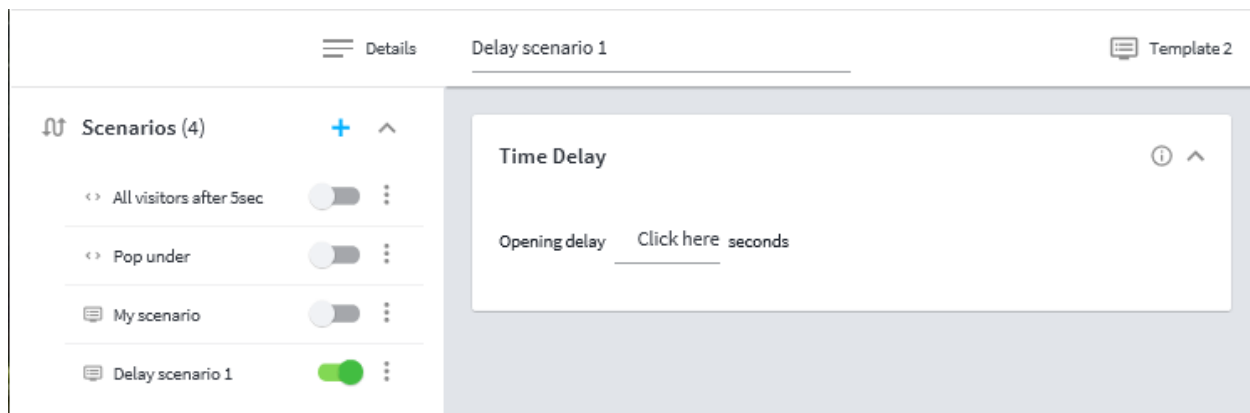 Details
Delay scenario 1
Template 2
Scenarios (4)
All visitors after 5sec
Pop under
My scenario
Delay scenario 1
Time Delay
Opening delay Click here seconds